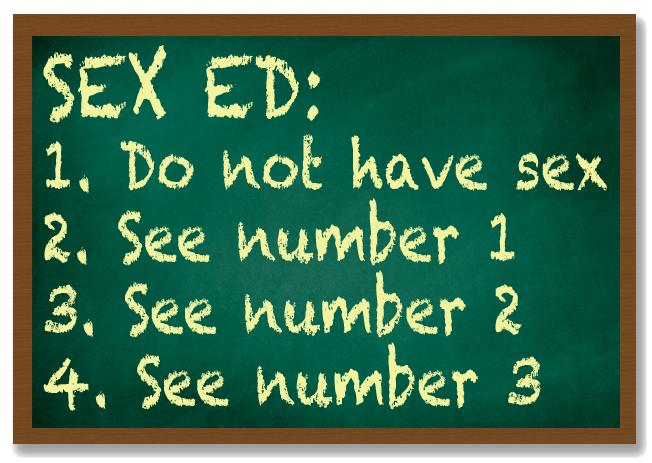 SEX ED:
1. Do not have sex
2. See number 1
3. See number 2
4. See number 3